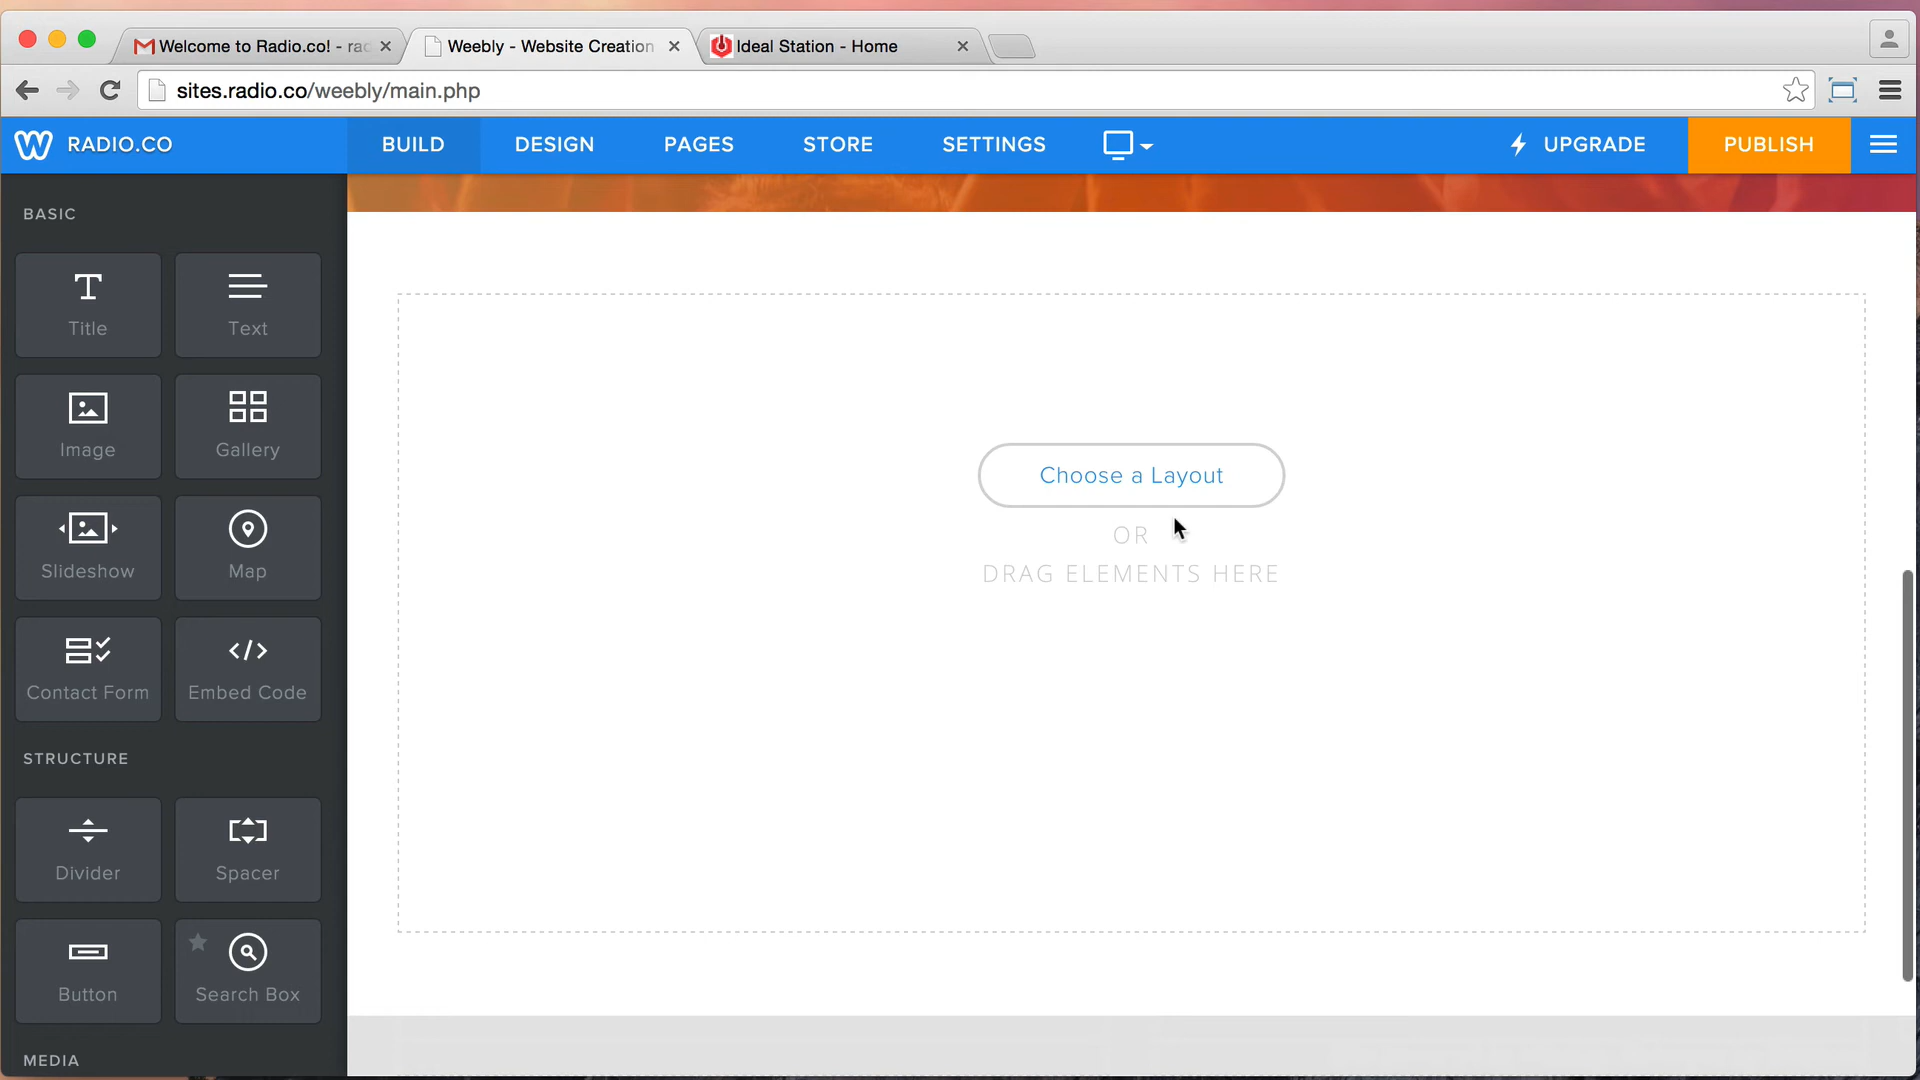 Welcome to Radio.co! - rac
Weebly - Website Creation
Ideal Station - Home
sites.radio.co/weebly/main.php
RADIO.CO
BUILD
DESIGN
PAGES
STORE
SETTINGS
UPGRADE
PUBLISH
BASIC
Title
Text
Image
Gallery
Slideshow
Map
Contact Form
Embed Code
STRUCTURE
Divider
Spacer
Button
Search Box
MEDIA
Choose a Layout
OR
DRAG ELEMENTS HERE